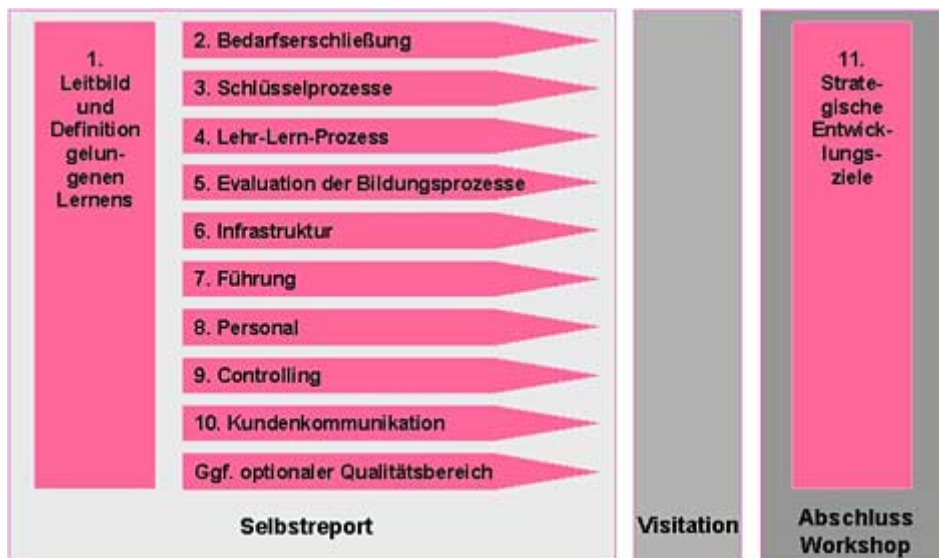 1.
Leitbild
und
Definition
gelun-
genen
Lernens
2. Bedarfserschließung
3. Schlüsselprozesse
4. Lehr-Lern-Prozess
5. Evaluation der Bildungsprozesse
6. Infrastruktur
7. Führung
8. Personal
9. Controlling
10. Kundenkommunikation
Ggf. optionaler Qualitätsbereich
Selbstreport
Visitation
11.
Strate-
gische
Entwick-
lungs-
ziele
Abschluss
Workshop